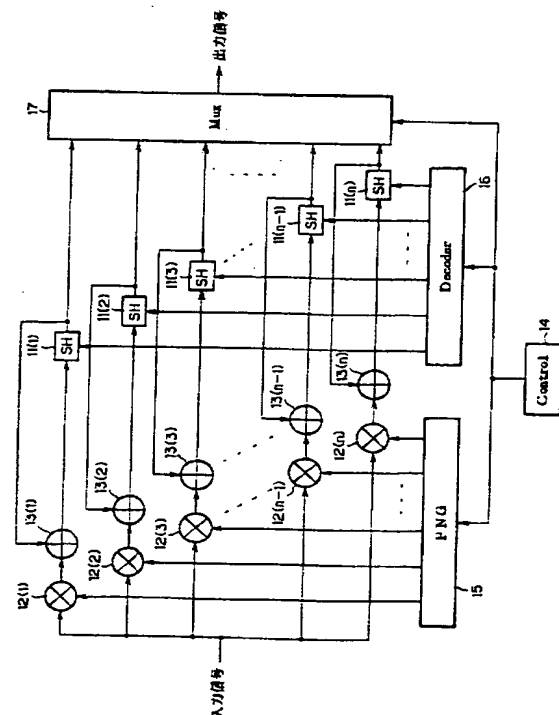 17
Mux
出力信号
11(1)
SH
11(2)
SH
11(3)
SH
11(n-1)
SH
11(n)
SH
13(1)
13(2)
13(3)
13(n-1)
13(n)
12(1)
12(2)
12(3)
12(n-1)
12(n)
入力信号
PNG
15
Decoder
16
Control
14